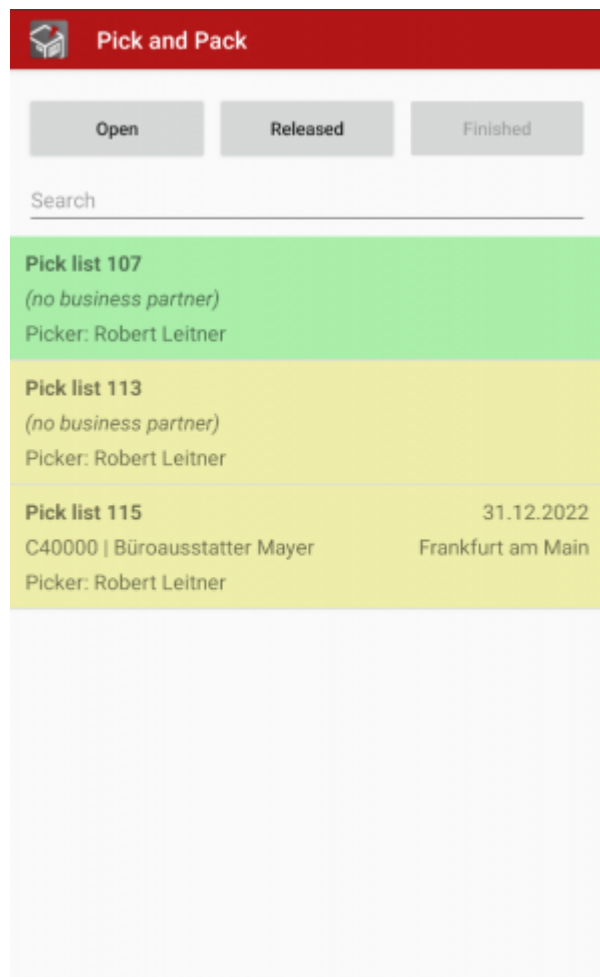 Pick and Pack
Open Released Finished
Search
Pick list 107
(no business partner)
Picker: Robert Leitner
Pick list 113
(no business partner)
Picker: Robert Leitner
Pick list 115 31.12.2022
C40000 | Büroausstatter Mayer Frankfurt am Main
Picker: Robert Leitner